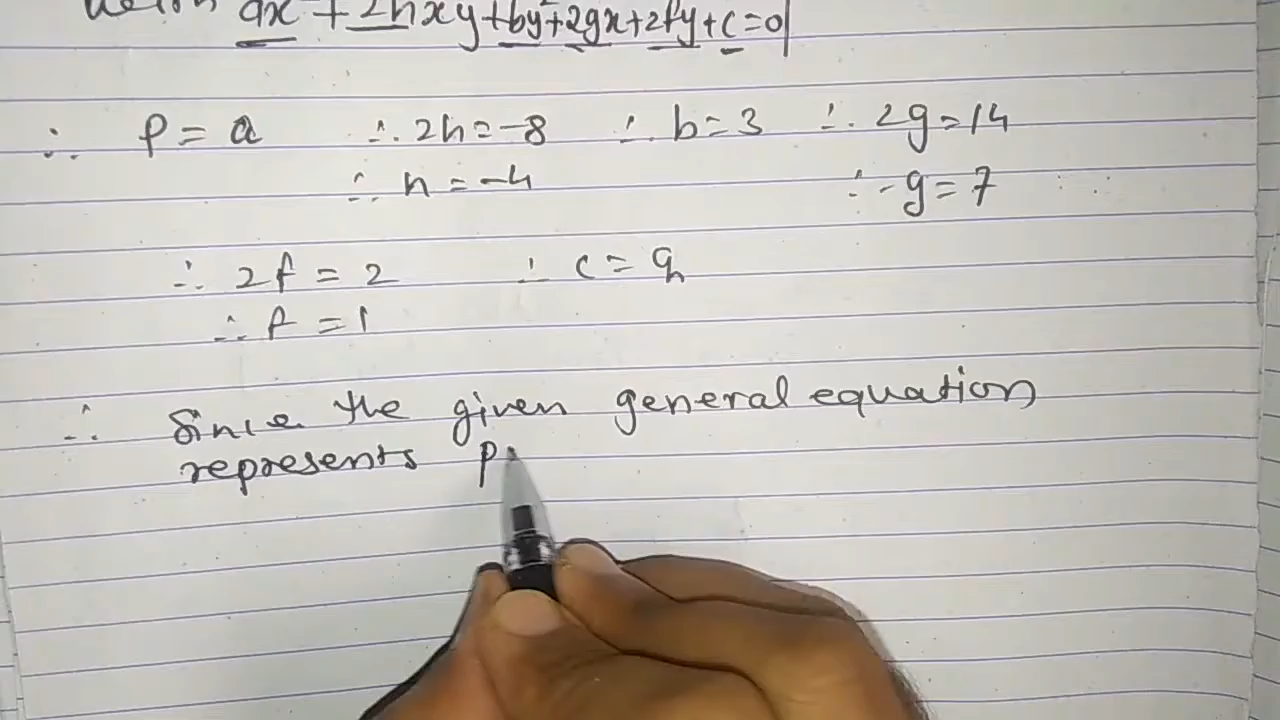 ax² + 2hxy + by² + 2gx + 2fy + c = 0
∴ P = a ∴ 2h = -8 ∴ b = 3 ∴ 2g = 14
∴ h = -4 ∴ g = 7
∴ 2f = 2 ∴ c = q
∴ f = 1
∴ Since the given general equation
represents p